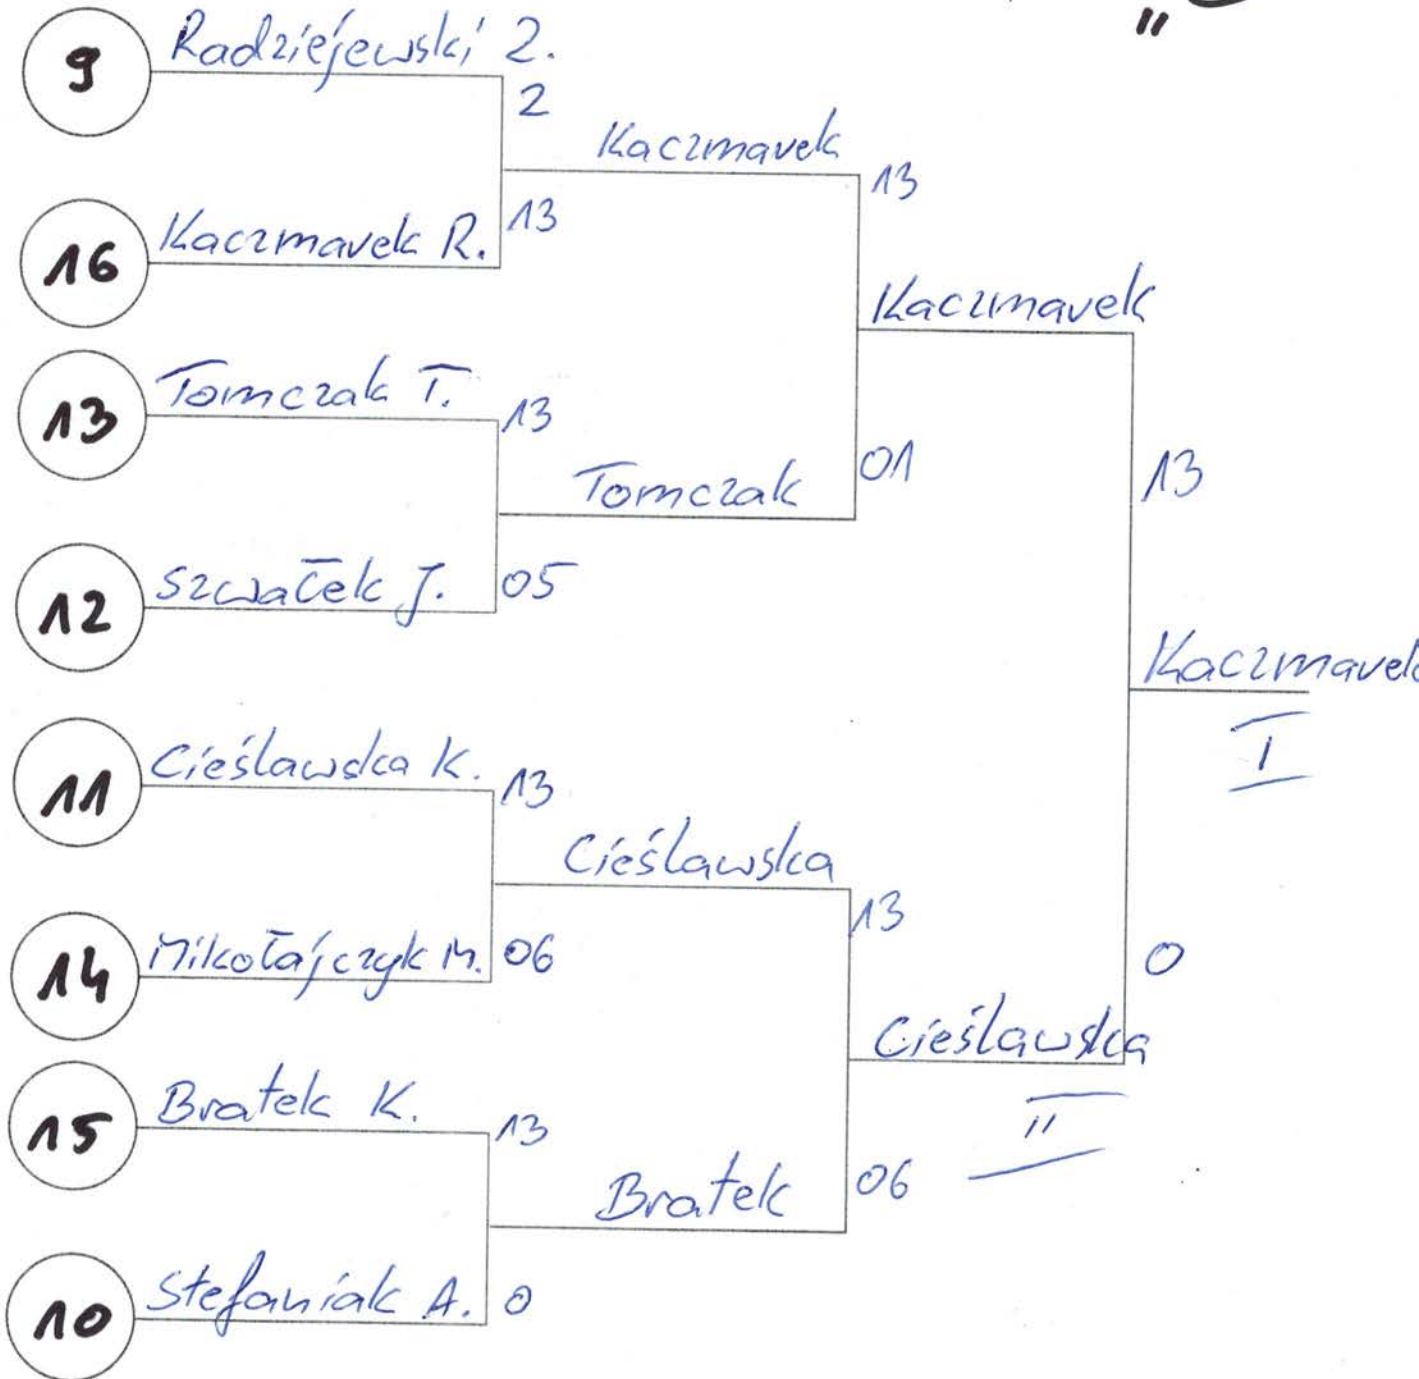 "
9 Radziejewski Z.
2
Kaczmarek
13
13
16 Kaczmarek R.
Kaczmarek
13 Tomczak T.
13
01
13
Tomczak
12 Szwałek J.
05
Kaczmarek
I
11 Cieślawska K.
13
Cieślawska
13
14 Mikołajczyk M.
06
0
Cieślawska
II
15 Bratek K.
13
Bratek
06
10 Stefaniak A.
0